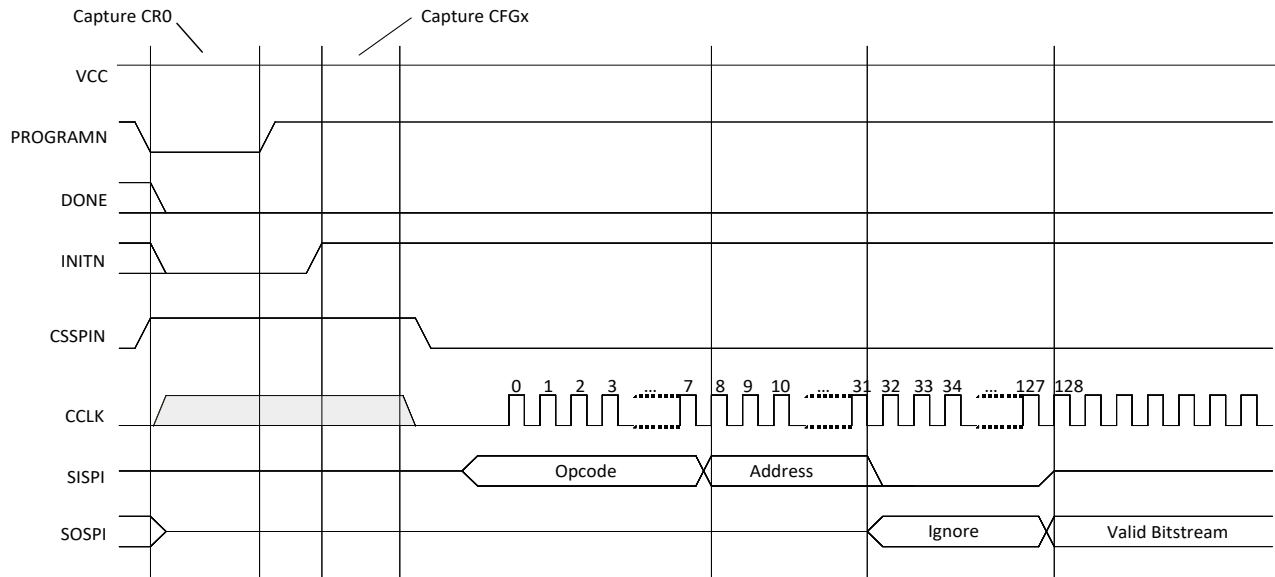 Capture CR0
Capture CFGx
VCC
PROGRAMN
DONE
INITN
CSSPIN
0 1 2 3 ... 7 8 9 10 ... 31 32 33 34 ... 127 128
CCLK
SISPI
Opcode
Address
SOSPI
Ignore
Valid Bitstream